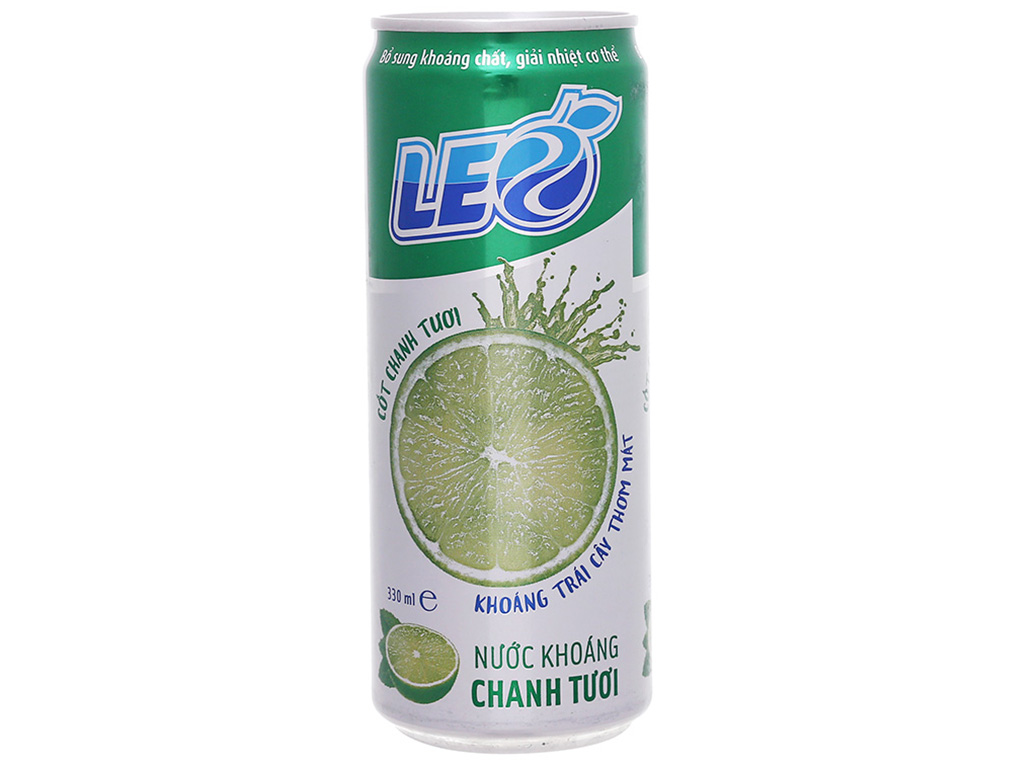 Bổ sung khoáng chất, giải nhiệt cơ thể
LEO
CỐT CHANH TƯƠI
KHOÁNG TRÁI CÂY THƠM MÁT
330 ml e
NƯỚC KHOÁNG
CHANH TƯƠI